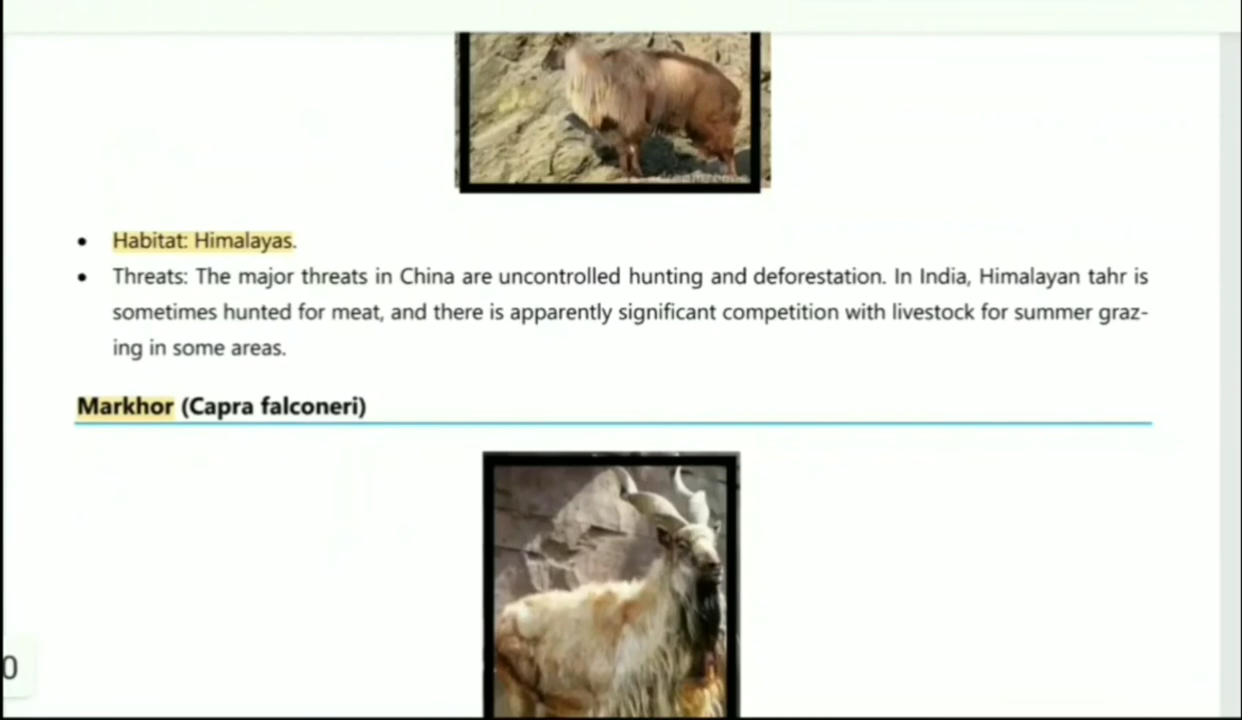 • Habitat: Himalayas.
• Threats: The major threats in China are uncontrolled hunting and deforestation. In India, Himalayan tahr is
sometimes hunted for meat, and there is apparently significant competition with livestock for summer graz-
ing in some areas.
Markhor (Capra falconeri)
0